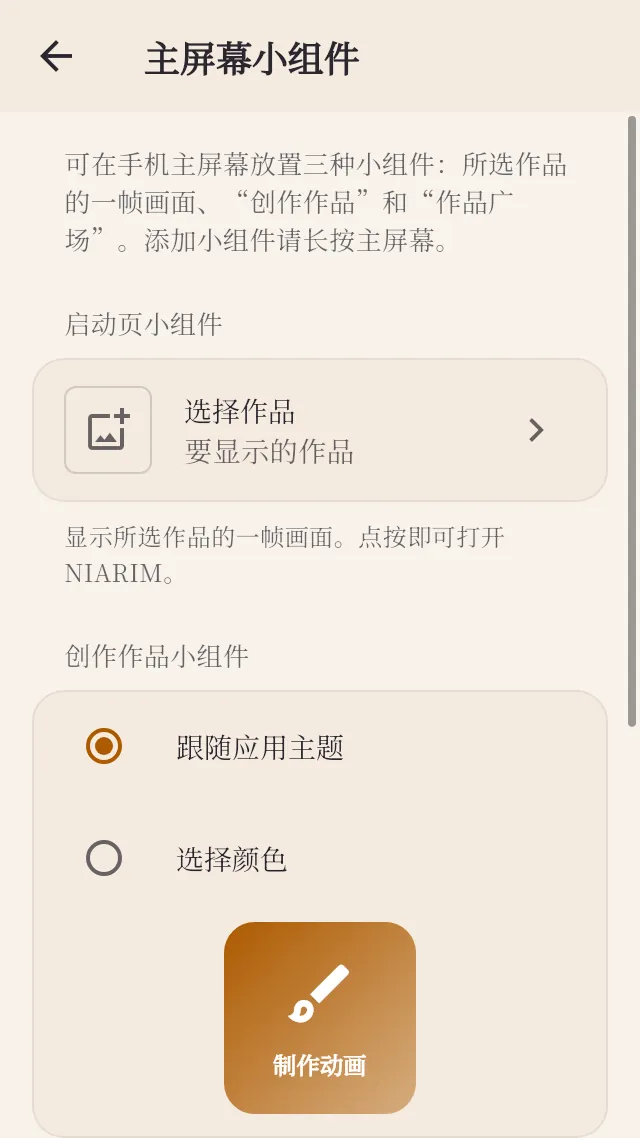 主屏幕小组件
可在手机主屏幕放置三种小组件：所选作品
的一帧画面、“创作作品”和“作品广
场”。添加小组件请长按主屏幕。
启动页小组件
选择作品
要显示的作品
显示所选作品的一帧画面。点按即可打开
NIARIM。
创作作品小组件
跟随应用主题
选择颜色
制作动画